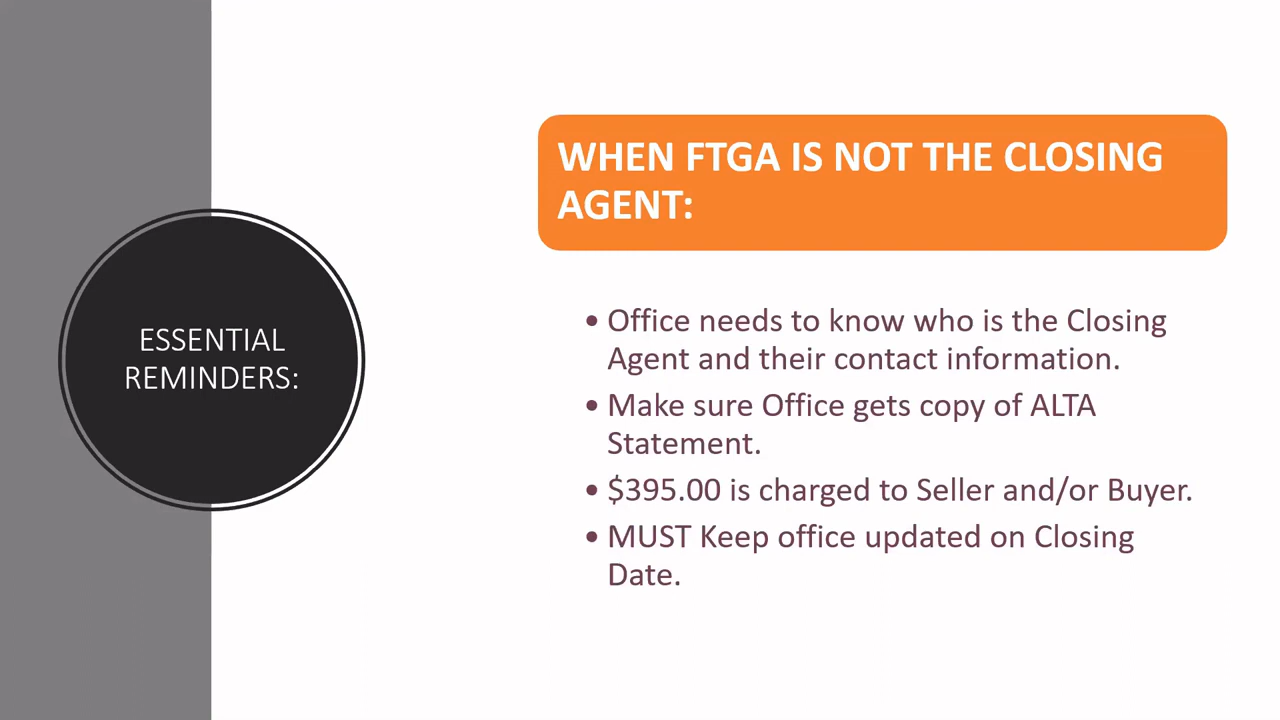 ESSENTIAL
REMINDERS:
WHEN FTGA IS NOT THE CLOSING
AGENT:
• Office needs to know who is the Closing
Agent and their contact information.
• Make sure Office gets copy of ALTA
Statement.
• $395.00 is charged to Seller and/or Buyer.
• MUST Keep office updated on Closing
Date.